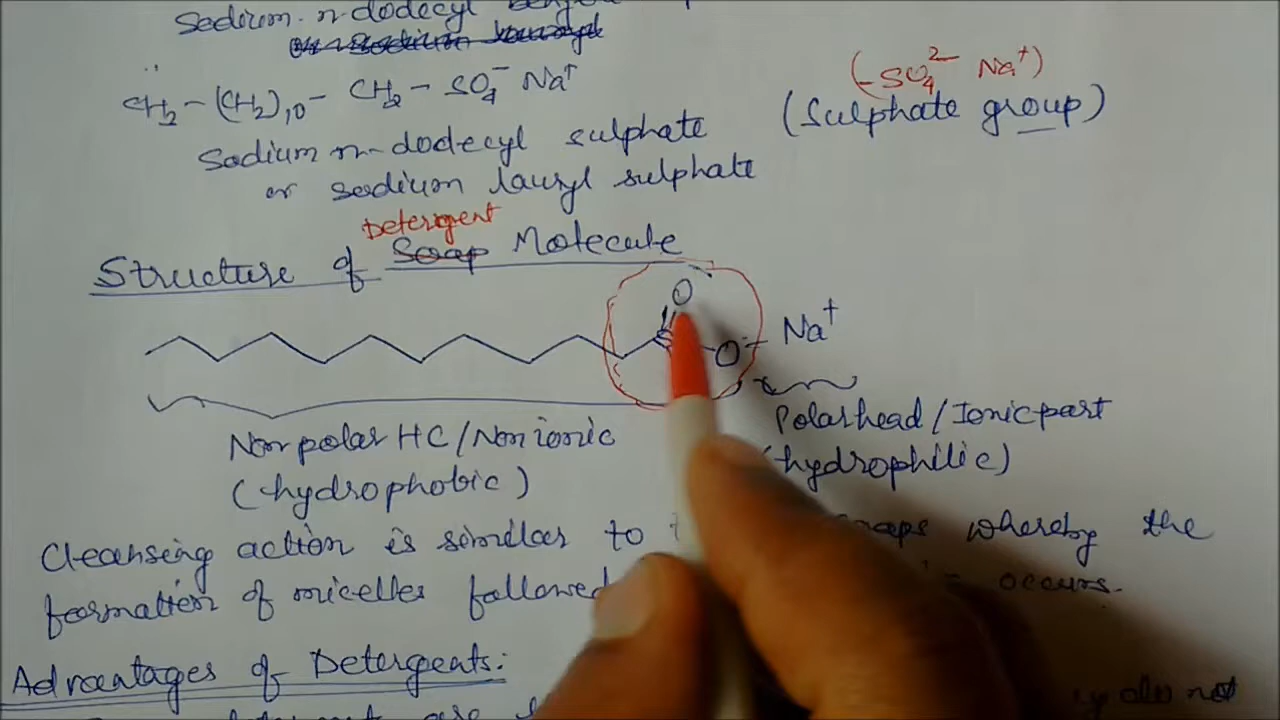 Sodium n-dodecyl
CH2 – (CH2)10 – CH2 – SO4⁻ Na⁺
(–SO4²⁻ Na⁺)
(Sulphate group)
Sodium n-dodecyl sulphate
or sodium lauryl sulphate
Detergent
Structure of Soap Molecule
O
O⁻ Na⁺
Non polar HC/Non ionic
(hydrophobic)
Polar head/Ionic part
(hydrophilic)
Cleansing action is similar to whereby the
formation of micelles followed occurs.
Advantages of Detergents: